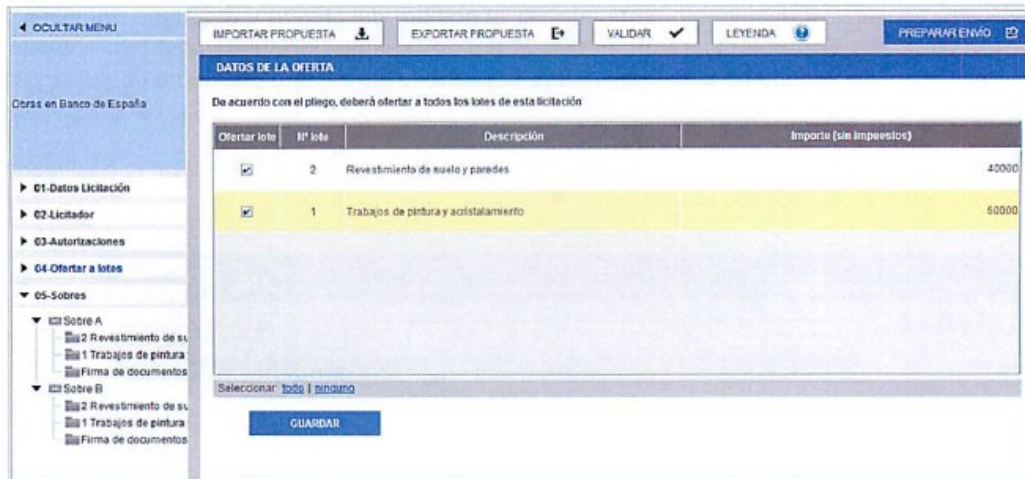 OCULTAR MENU
IMPORTAR PROPUESTA
EXPORTAR PROPUESTA
VALIDAR
LEYENDA
PREPARAR ENVIO
Obras en Banco de España
DATOS DE LA OFERTA
De acuerdo con el pliego, deberá ofertar a todos los lotes de esta licitación
Ofertar lote Nº lote Descripción Importe (sin impuestos)
2 Revestimiento de suelo y paredes 40000
1 Trabajos de pintura y acristalamiento 60000
Seleccionar: todo | ninguno
GUARDAR
01-Datos Licitación
02-Licitador
03-Autorizaciones
04-Ofertar a lotes
05-Sobres
Sobre A
2 Revestimiento de su
1 Trabajos de pintura
Firma de documentos
Sobre B
2 Revestimiento de su
1 Trabajos de pintura
Firma de documentos